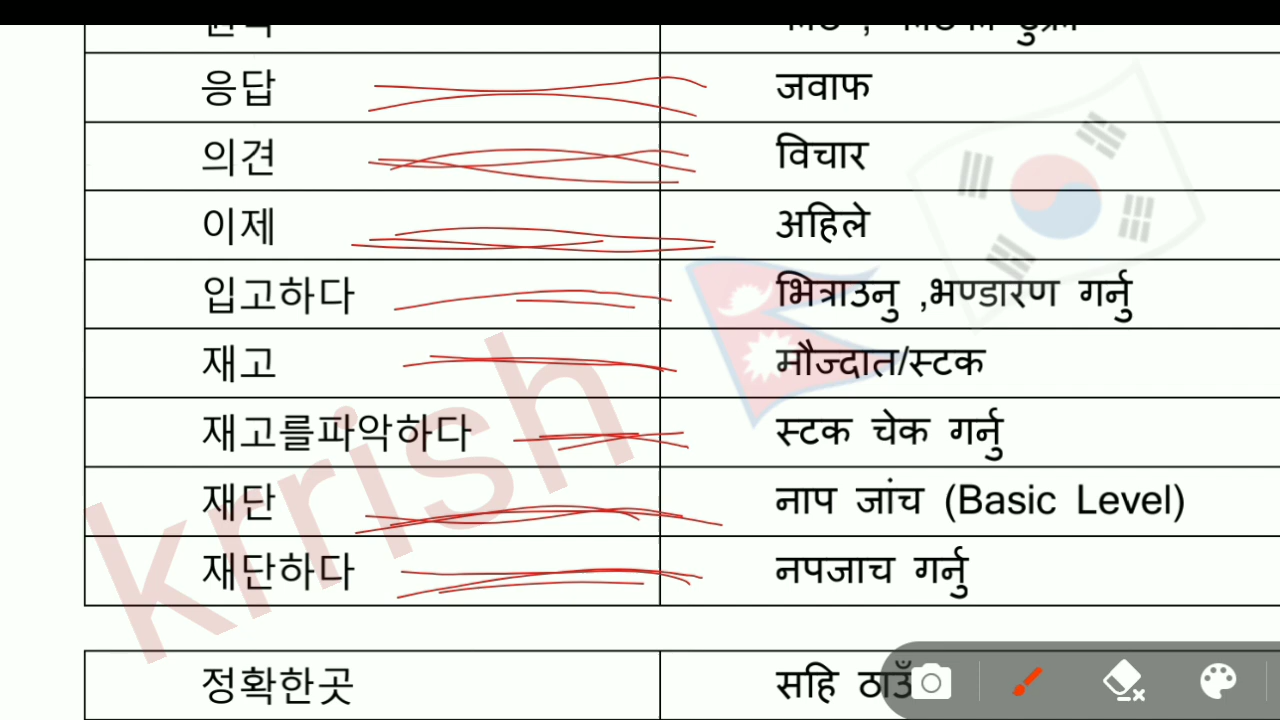 응답 जवाफ
의견 विचार
이제 अहिले
입고하다 भित्राउनु ,भण्डारण गर्नु
재고 मौज्दात/स्टक
재고를파악하다 स्टक चेक गर्नु
재단 नाप जांच (Basic Level)
재단하다 नपजाच गर्नु
정확한곳 सहि ठाउँ
krrish